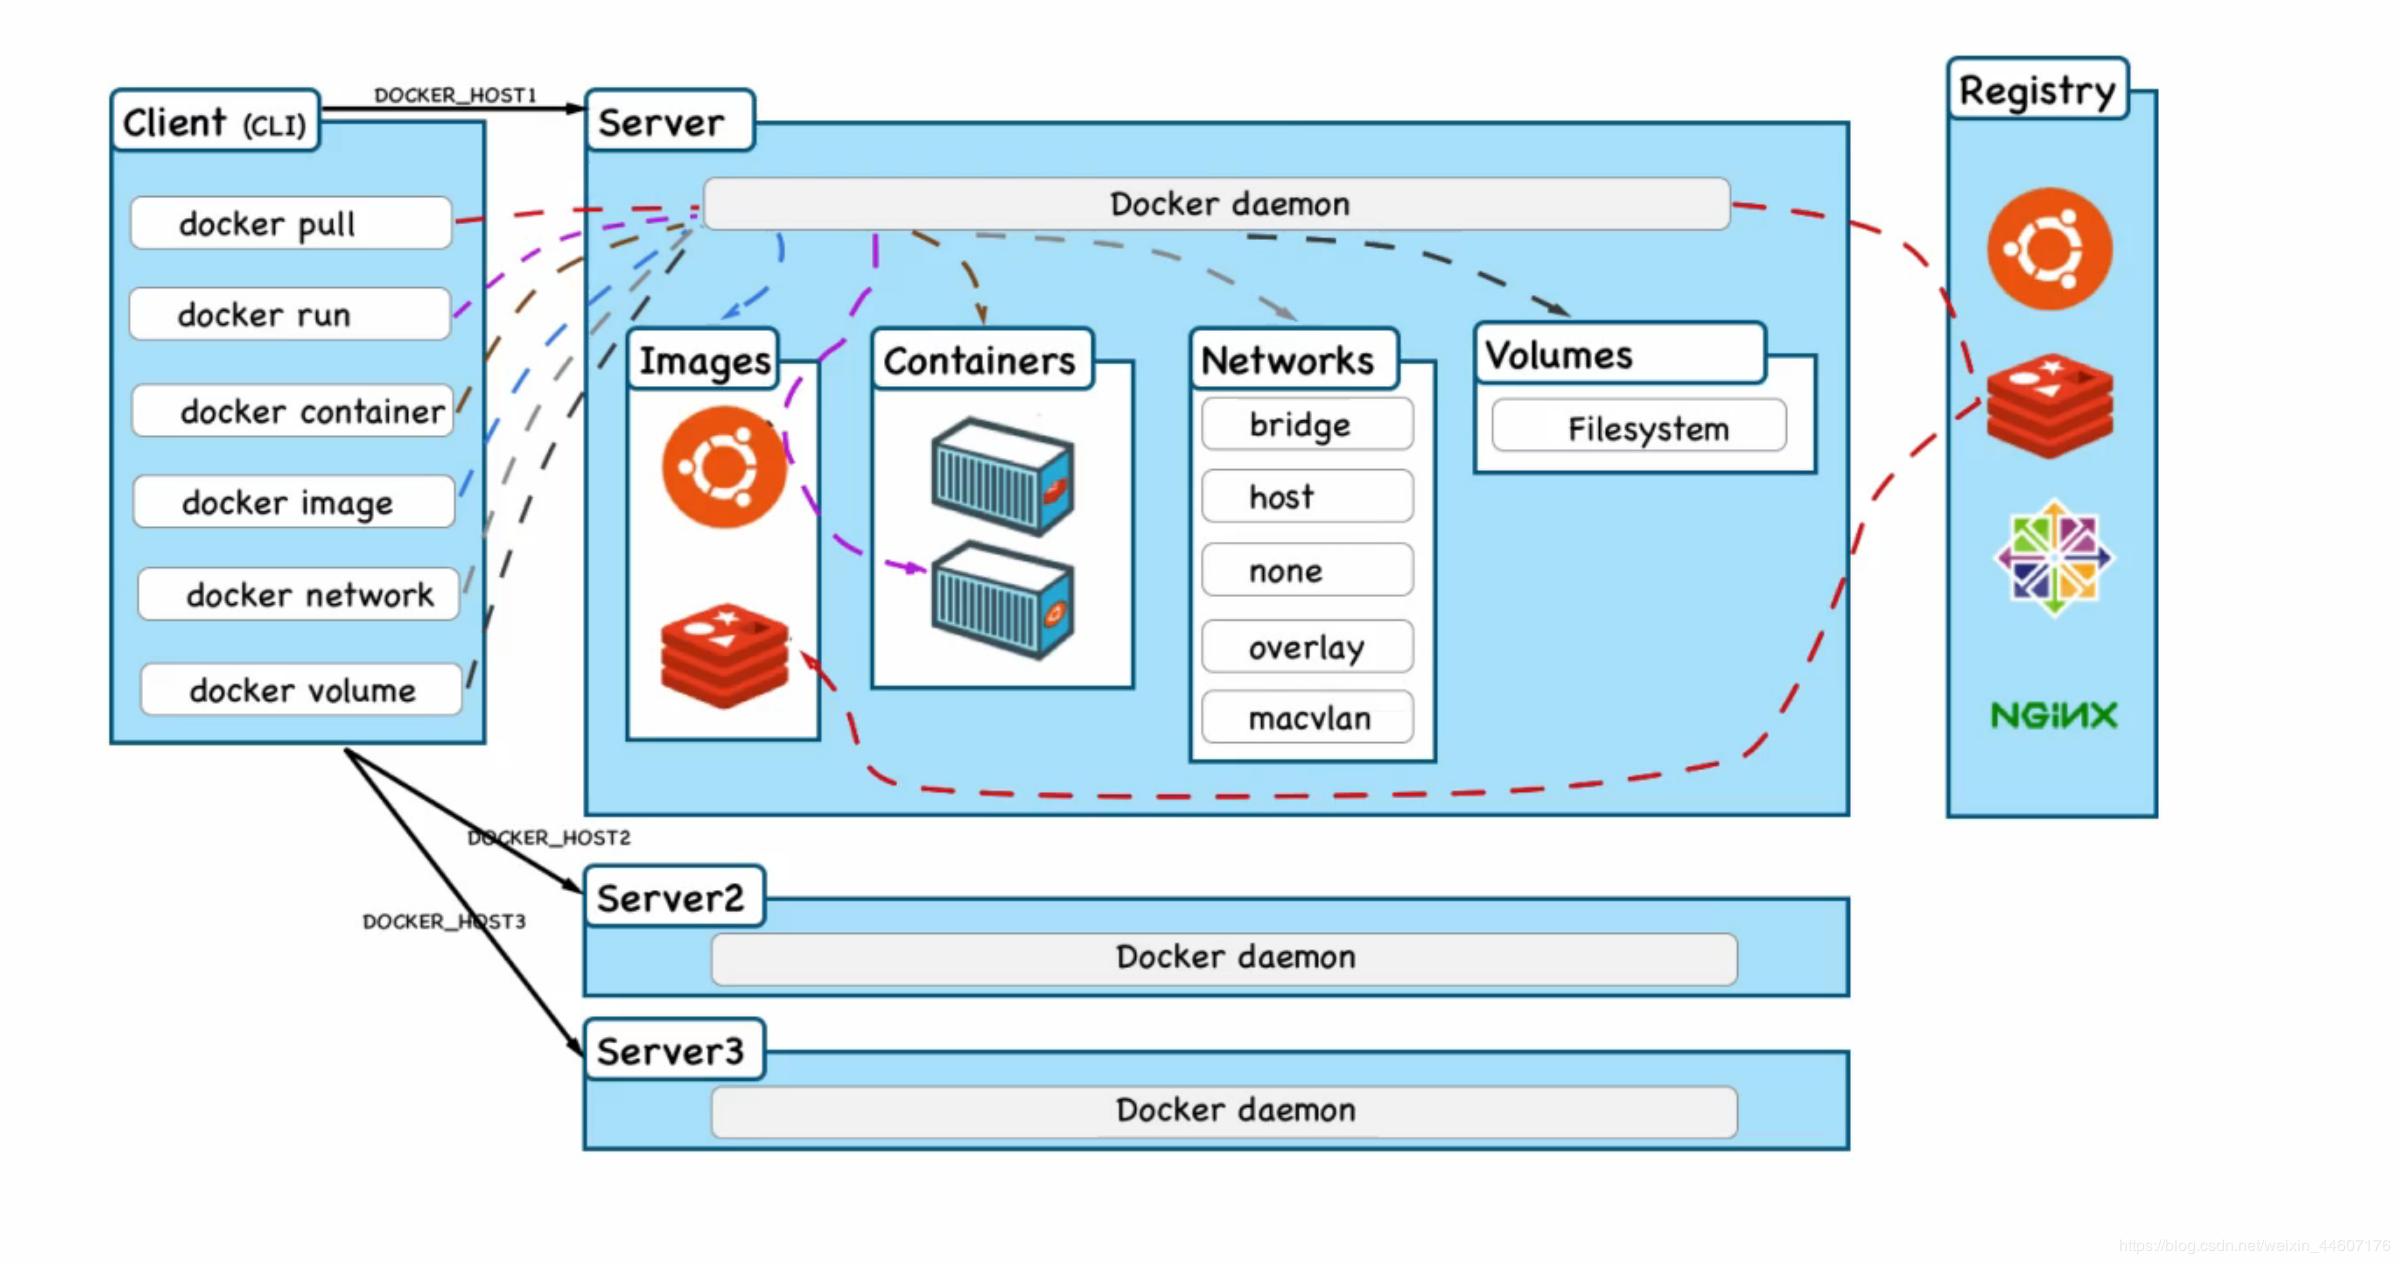 Client (CLI)
docker pull
docker run
docker container
docker image
docker network
docker volume
DOCKER_HOST1
Server
Docker daemon
Images
Containers
Networks
bridge
host
none
overlay
macvlan
Volumes
Filesystem
Registry
NGiNX
DOCKER_HOST2
Server2
Docker daemon
DOCKER_HOST3
Server3
Docker daemon
https://blog.csdn.net/weixin_44607176